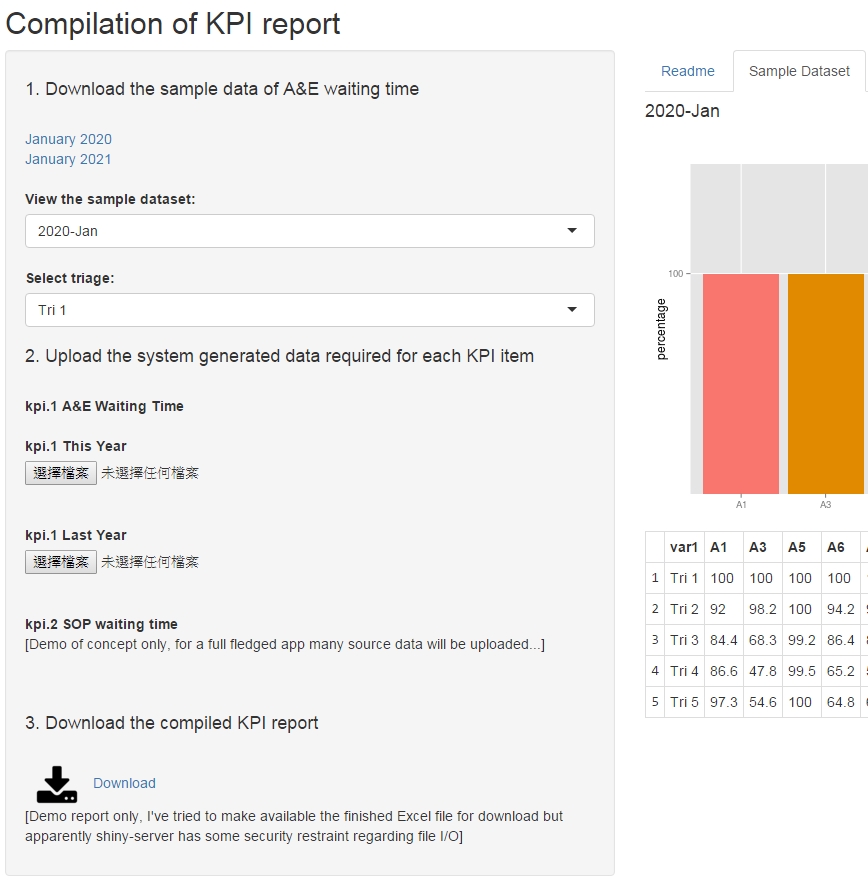 Compilation of KPI report
1. Download the sample data of A&E waiting time
January 2020
January 2021
View the sample dataset:
2020-Jan
Select triage:
Tri 1
2. Upload the system generated data required for each KPI item
kpi.1 A&E Waiting Time
kpi.1 This Year
選擇檔案 未選擇任何檔案
kpi.1 Last Year
選擇檔案 未選擇任何檔案
kpi.2 SOP waiting time
[Demo of concept only, for a full fledged app many source data will be uploaded...]
3. Download the compiled KPI report
Download
[Demo report only, I've tried to make available the finished Excel file for download but
apparently shiny-server has some security restraint regarding file I/O]
Readme Sample Dataset
2020-Jan
100
percentage
A1 A3
var1 A1 A3 A5 A6
1 Tri 1 100 100 100 100
2 Tri 2 92 98.2 100 94.2
3 Tri 3 84.4 68.3 99.2 86.4
4 Tri 4 86.6 47.8 99.5 65.2
5 Tri 5 97.3 54.6 100 64.8